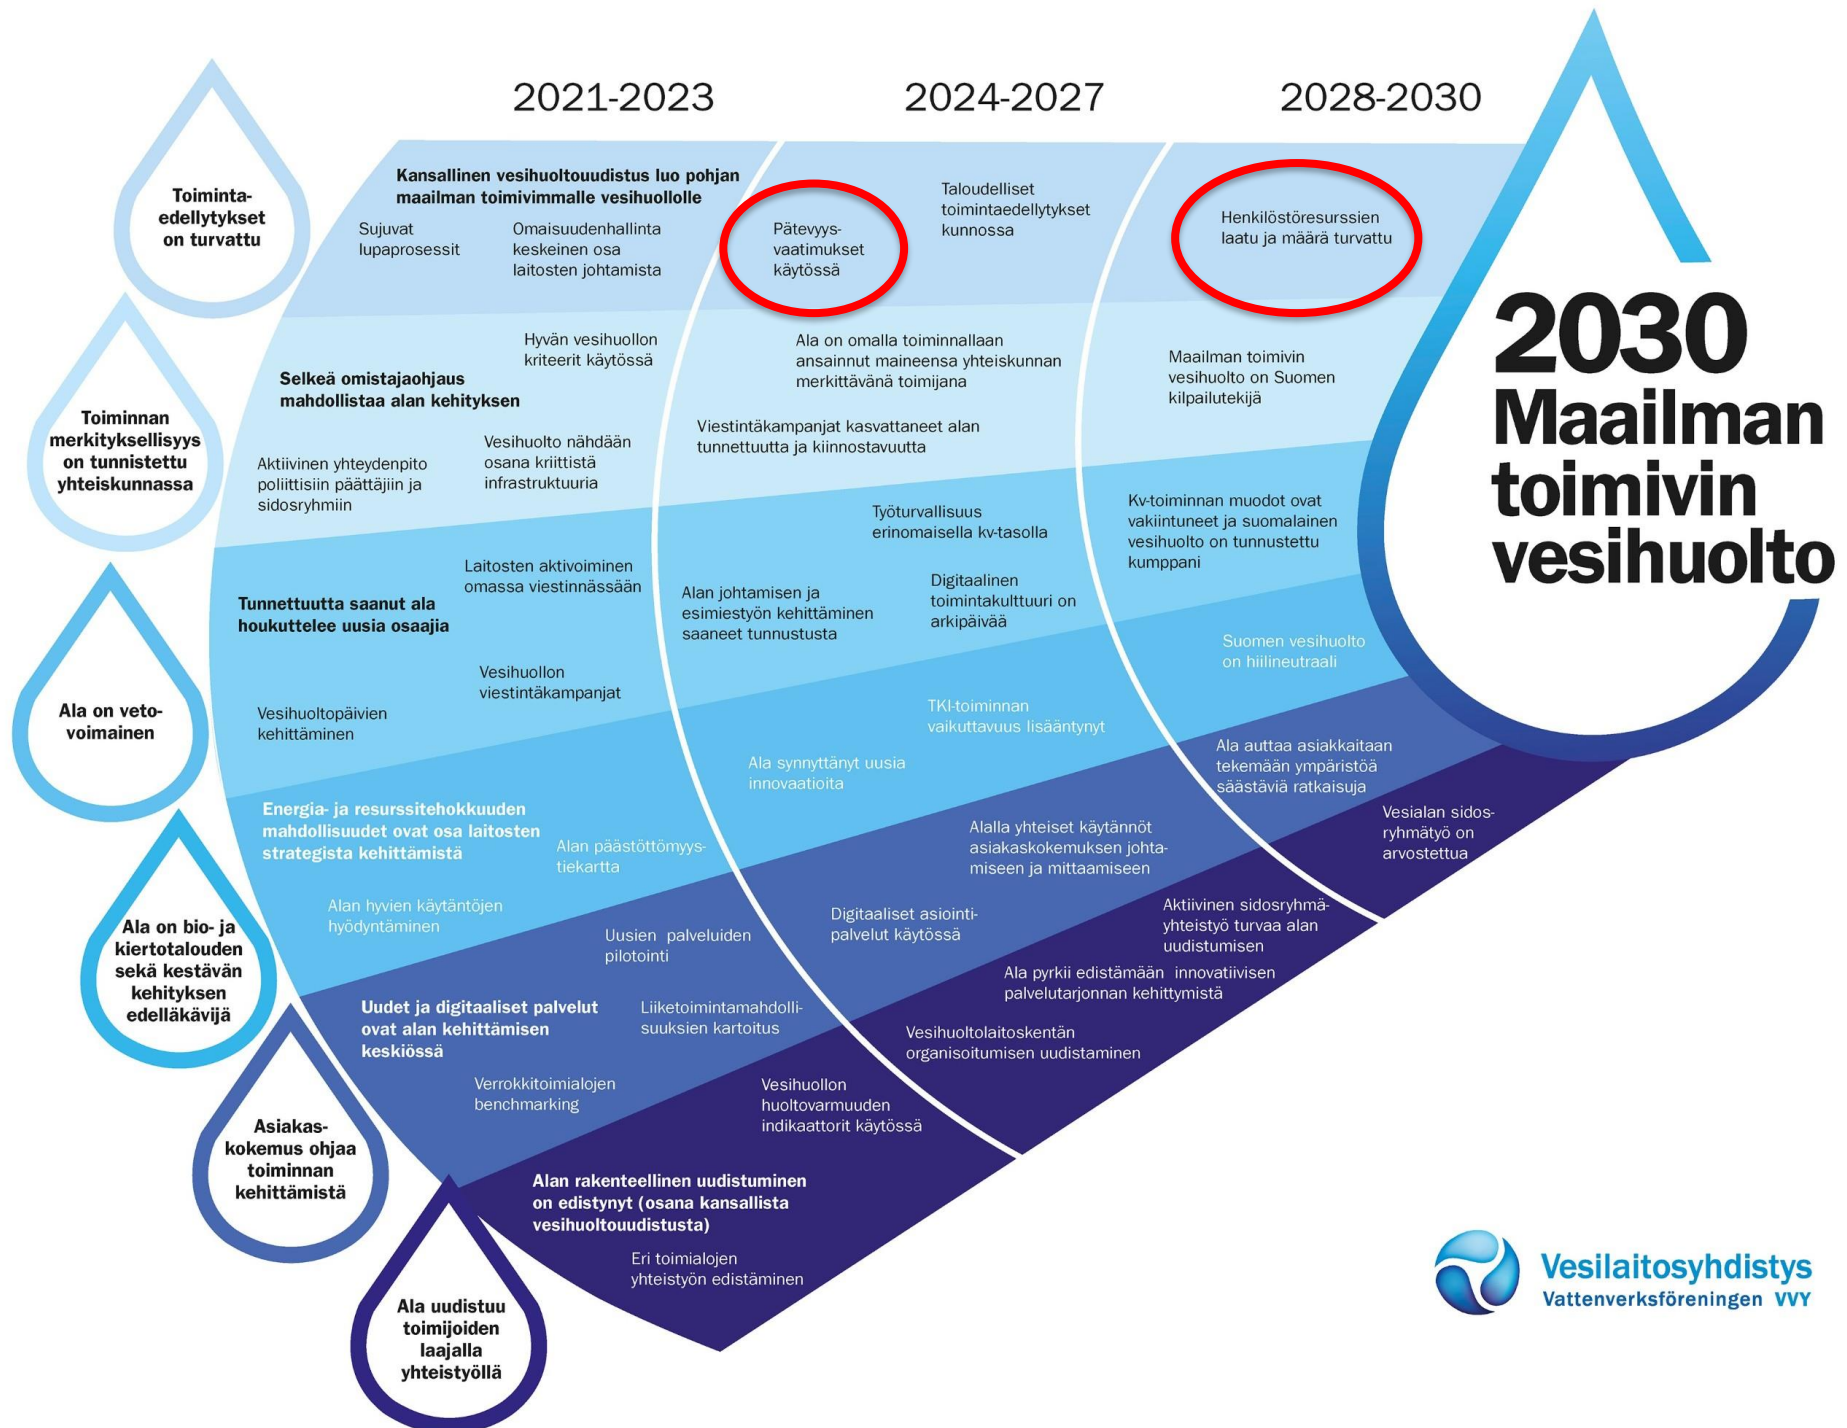 2021-2023
2024-2027
2028-2030
Toiminta-
edellytykset
on turvattu
Kansallinen vesihuoltouudistus luo pohjan
maailman toimivimmalle vesihuollolle
Sujuvat
lupaprosessit
Omaisuudenhallinta
keskeinen osa
laitosten johtamista
Pätevyys-
vaatimukset
käytössä
Taloudelliset
toimintaedellytykset
kunnossa
Henkilöstöresurssien
laatu ja määrä turvattu
Toiminnan
merkityksellisyys
on tunnistettu
yhteiskunnassa
Hyvän vesihuollon
kriteerit käytössä
Selkeä omistajaohjaus
mahdollistaa alan kehityksen
Aktiivinen yhteydenpito
poliittisiin päättäjiin ja
sidosryhmiin
Vesihuolto nähdään
osana kriittistä
infrastruktuuria
Ala on omalla toiminnallaan
ansainnut maineensa yhteiskunnan
merkittävänä toimijana
Viestintäkampanjat kasvattaneet alan
tunnettuutta ja kiinnostavuutta
Maailman toimivin
vesihuolto on Suomen
kilpailutekijä
Ala on veto-
voimainen
Laitosten aktivoiminen
omassa viestinnässään
Tunnettuutta saanut ala
houkuttelee uusia osaajia
Vesihuollon
viestintäkampanjat
Vesihuoltopäivien
kehittäminen
Työturvallisuus
erinomaisella kv-tasolla
Alan johtamisen ja
esimiestyön kehittäminen
saaneet tunnustusta
Digitaalinen
toimintakulttuuri on
arkipäivää
Kv-toiminnan muodot ovat
vakiintuneet ja suomalainen
vesihuolto on tunnustettu
kumppani
Ala on bio- ja
kiertotalouden
sekä kestävän
kehityksen
edelläkävijä
Energia- ja resurssitehokkuuden
mahdollisuudet ovat osa laitosten
strategista kehittämistä
Alan päästöttömyys-
tiekartta
Alan hyvien käytäntöjen
hyödyntäminen
TKI-toiminnan
vaikuttavuus lisääntynyt
Ala synnyttänyt uusia
innovaatioita
Suomen vesihuolto
on hiilineutraali
Asiakas-
kokemus ohjaa
toiminnan
kehittämistä
Uusien palveluiden
pilotointi
Uudet ja digitaaliset palvelut
ovat alan kehittämisen
keskiössä
Liiketoimintamahdolli-
suuksien kartoitus
Verrokkitoimialojen
benchmarking
Alalla yhteiset käytännöt
asiakaskokemuksen johta-
miseen ja mittaamiseen
Digitaaliset asiointi-
palvelut käytössä
Ala auttaa asiakkaitaan
tekemään ympäristöä
säästäviä ratkaisuja
Ala uudistuu
toimijoiden
laajalla
yhteistyöllä
Vesihuollon
huoltovarmuuden
indikaattorit käytössä
Alan rakenteellinen uudistuminen
on edistynyt (osana kansallista
vesihuoltouudistusta)
Eri toimialojen
yhteistyön edistäminen
Aktiivinen sidosryhmä-
yhteistyö turvaa alan
uudistumisen
Ala pyrkii edistämään innovatiivisen
palvelutarjonnan kehittymistä
Vesihuoltolaitoskentän
organisoitumisen uudistaminen
Vesialan sidos-
ryhmätyö on
arvostettua
2030
Maailman
toimivin
vesihuolto
Vesilaitosyhdistys
Vattenverksföreningen VVY